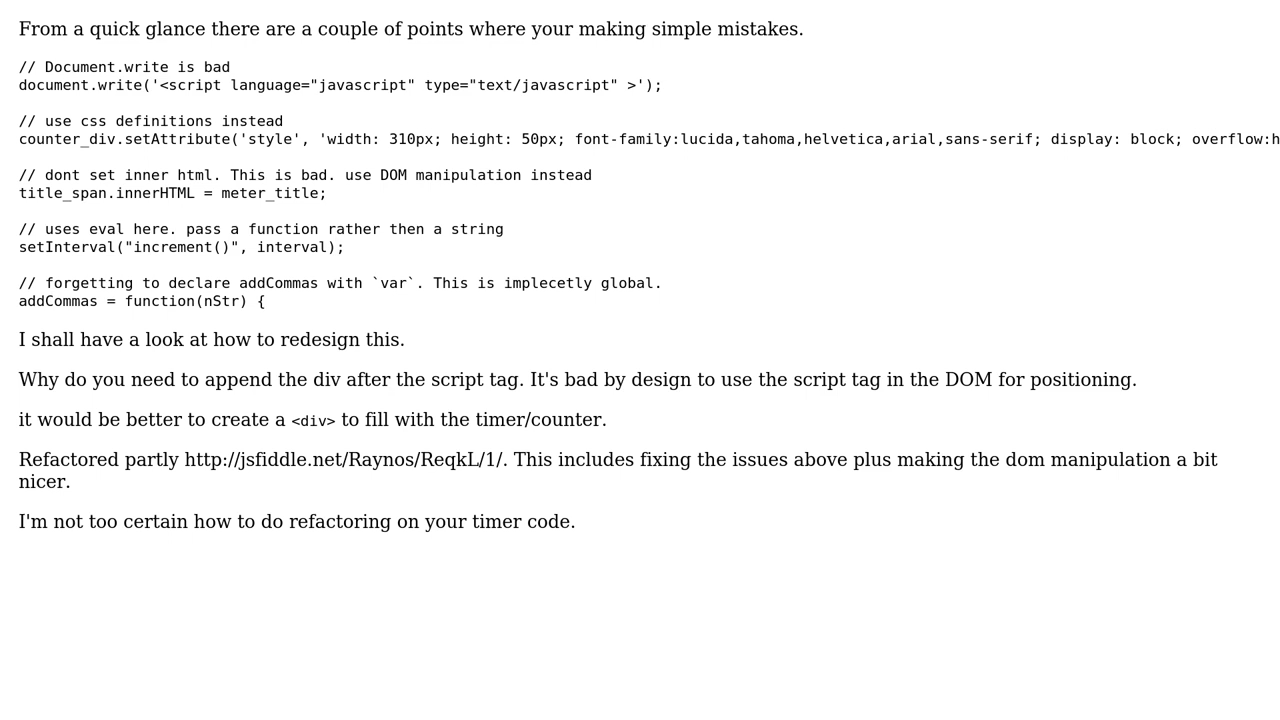 From a quick glance there are a couple of points where your making simple mistakes.
// Document.write is bad
document.write('<script language="javascript" type="text/javascript" >');
// use css definitions instead
counter_div.setAttribute('style', 'width: 310px; height: 50px; font-family:lucida,tahoma,helvetica,arial,sans-serif; display: block; overflow:h
// dont set inner html. This is bad. use DOM manipulation instead
title_span.innerHTML = meter_title;
// uses eval here. pass a function rather then a string
setInterval("increment()", interval);
// forgetting to declare addCommas with `var`. This is implecetly global.
addCommas = function(nStr) {
I shall have a look at how to redesign this.
Why do you need to append the div after the script tag. It's bad by design to use the script tag in the DOM for positioning.
it would be better to create a <div> to fill with the timer/counter.
Refactored partly http://jsfiddle.net/Raynos/ReqkL/1/. This includes fixing the issues above plus making the dom manipulation a bit
nicer.
I'm not too certain how to do refactoring on your timer code.